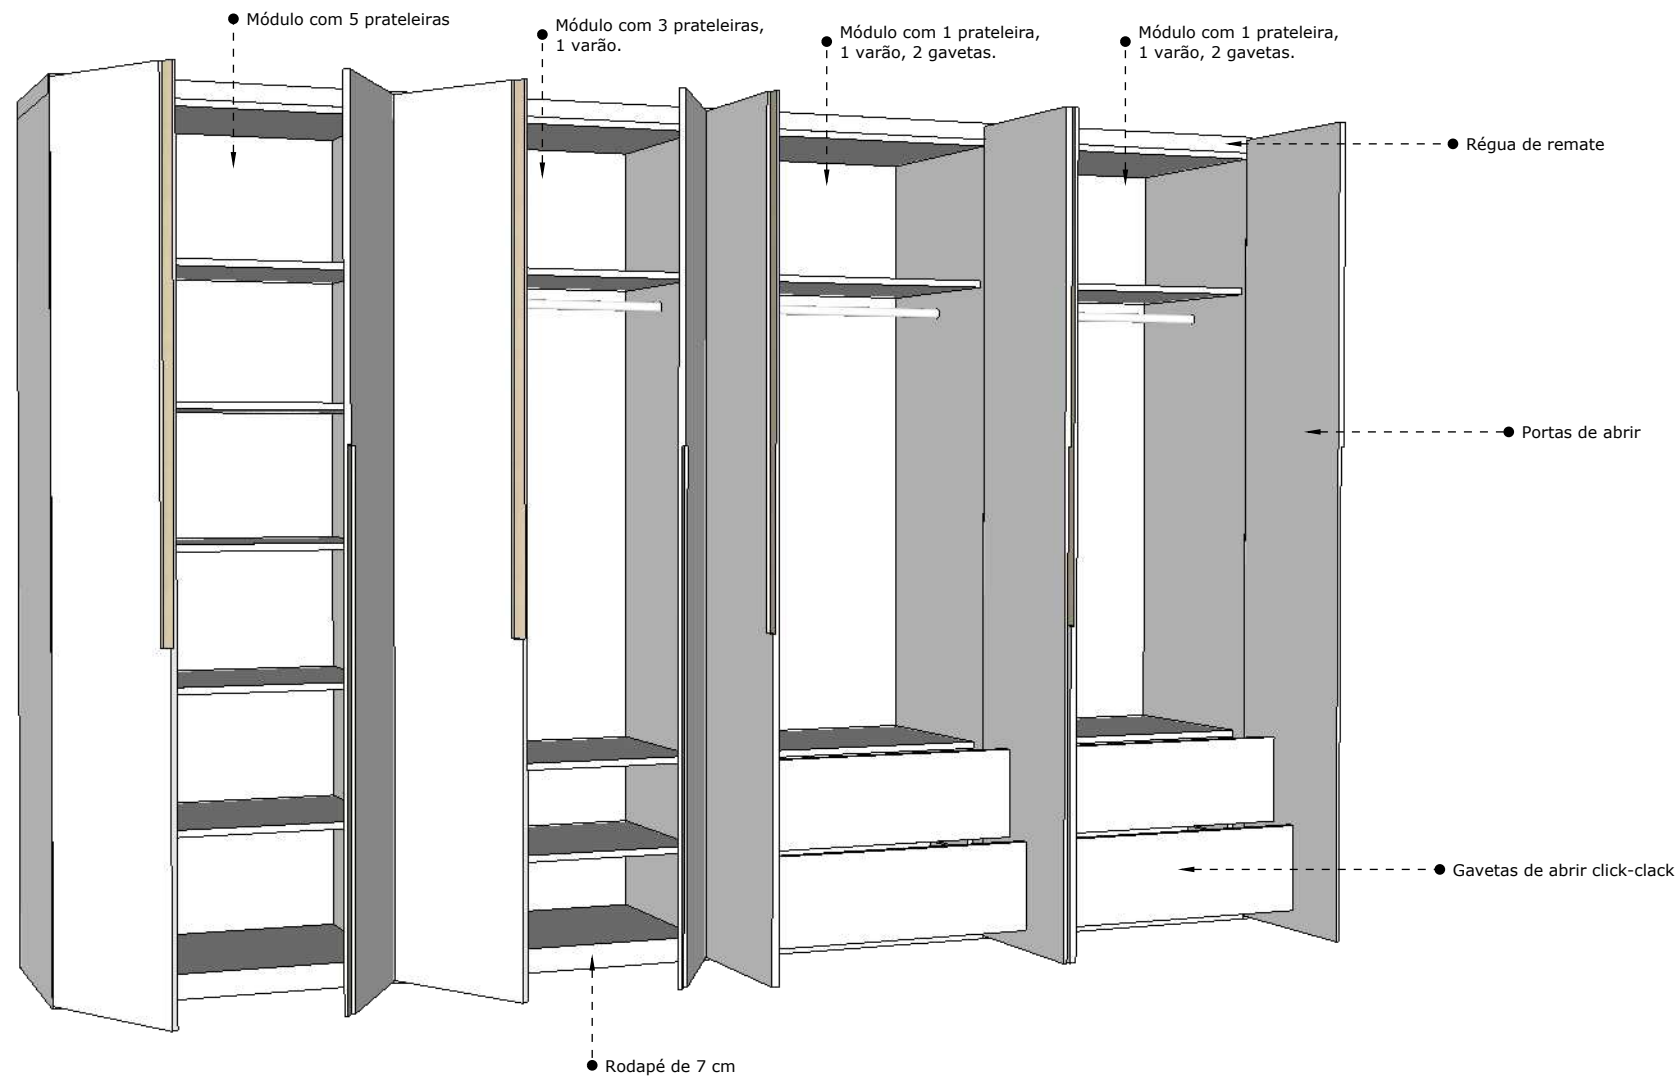 Módulo com 5 prateleiras
Módulo com 3 prateleiras,
1 varão.
Módulo com 1 prateleira,
1 varão, 2 gavetas.
Módulo com 1 prateleira,
1 varão, 2 gavetas.
Régua de remate
Portas de abrir
Gavetas de abrir click-clack
Rodapé de 7 cm